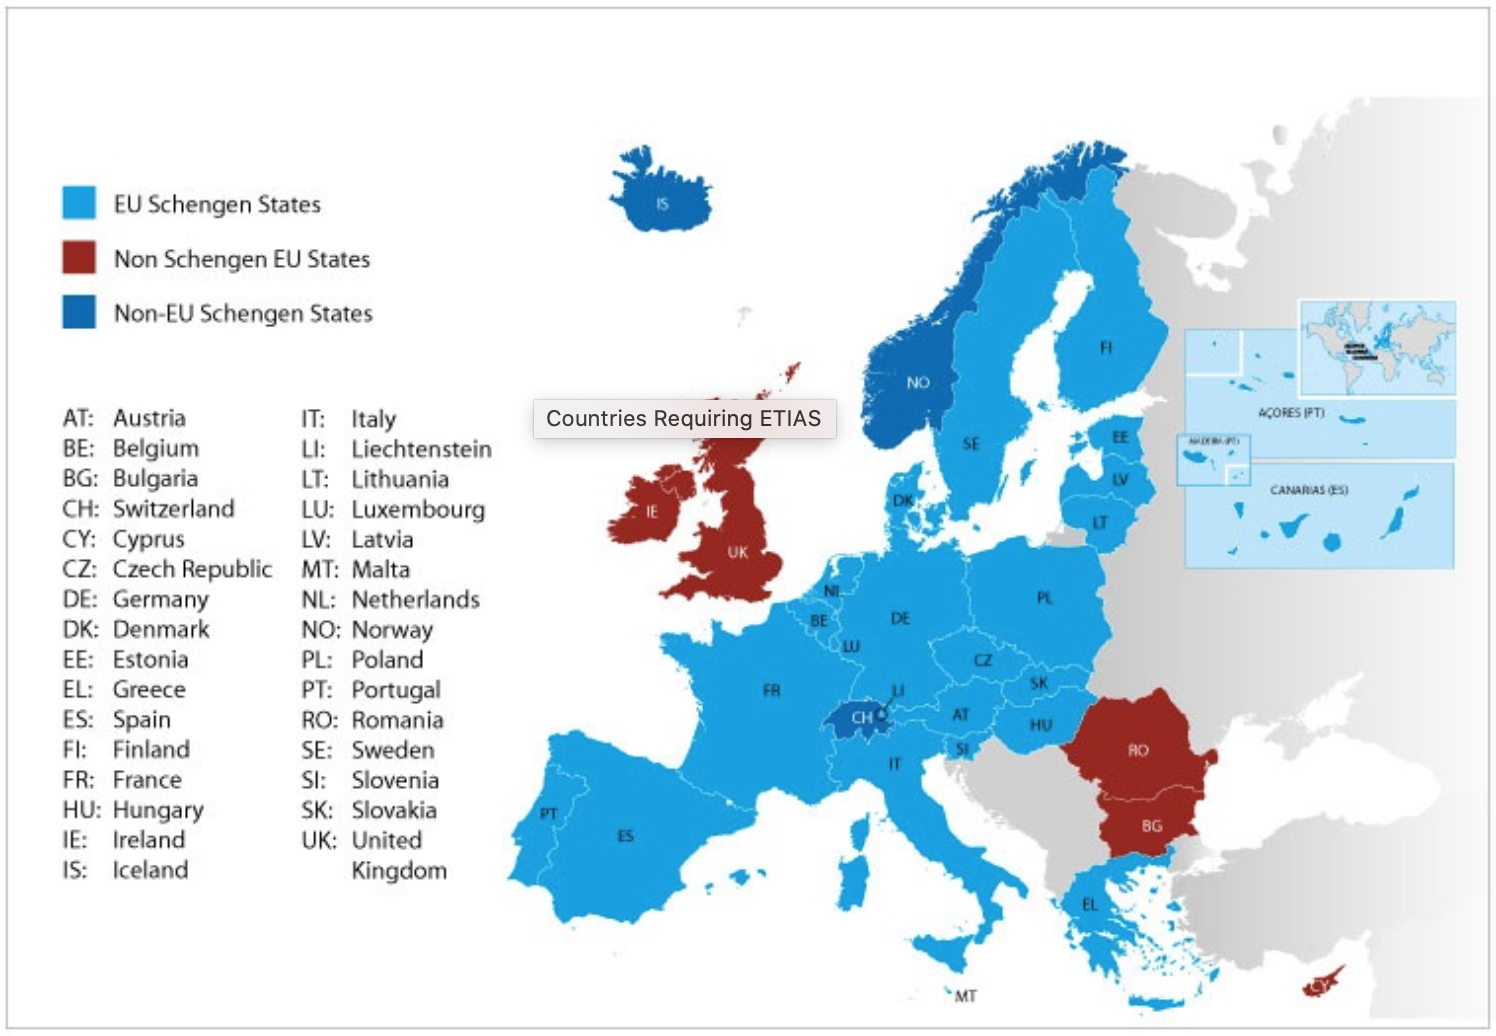 EU Schengen States
Non Schengen EU States
Non-EU Schengen States
AT: Austria
BE: Belgium
BG: Bulgaria
CH: Switzerland
CY: Cyprus
CZ: Czech Republic
DE: Germany
DK: Denmark
EE: Estonia
EL: Greece
ES: Spain
FI: Finland
FR: France
HU: Hungary
IE: Ireland
IS: Iceland
IT: Italy
LI: Liechtenstein
LT: Lithuania
LU: Luxembourg
LV: Latvia
MT: Malta
NL: Netherlands
NO: Norway
PL: Poland
PT: Portugal
RO: Romania
SE: Sweden
SI: Slovenia
SK: Slovakia
UK: United
Kingdom
Countries Requiring ETIAS
IS
NO
FI
SE
EE
LV
LT
DK
IE
UK
NL
BE
LU
DE
PL
CZ
SK
FR
LI
CH
AT
HU
SI
IT
RO
BG
PT
ES
EL
MT
CY
AÇORES (PT)
MADEIRA (PT)
CANARIAS (ES)